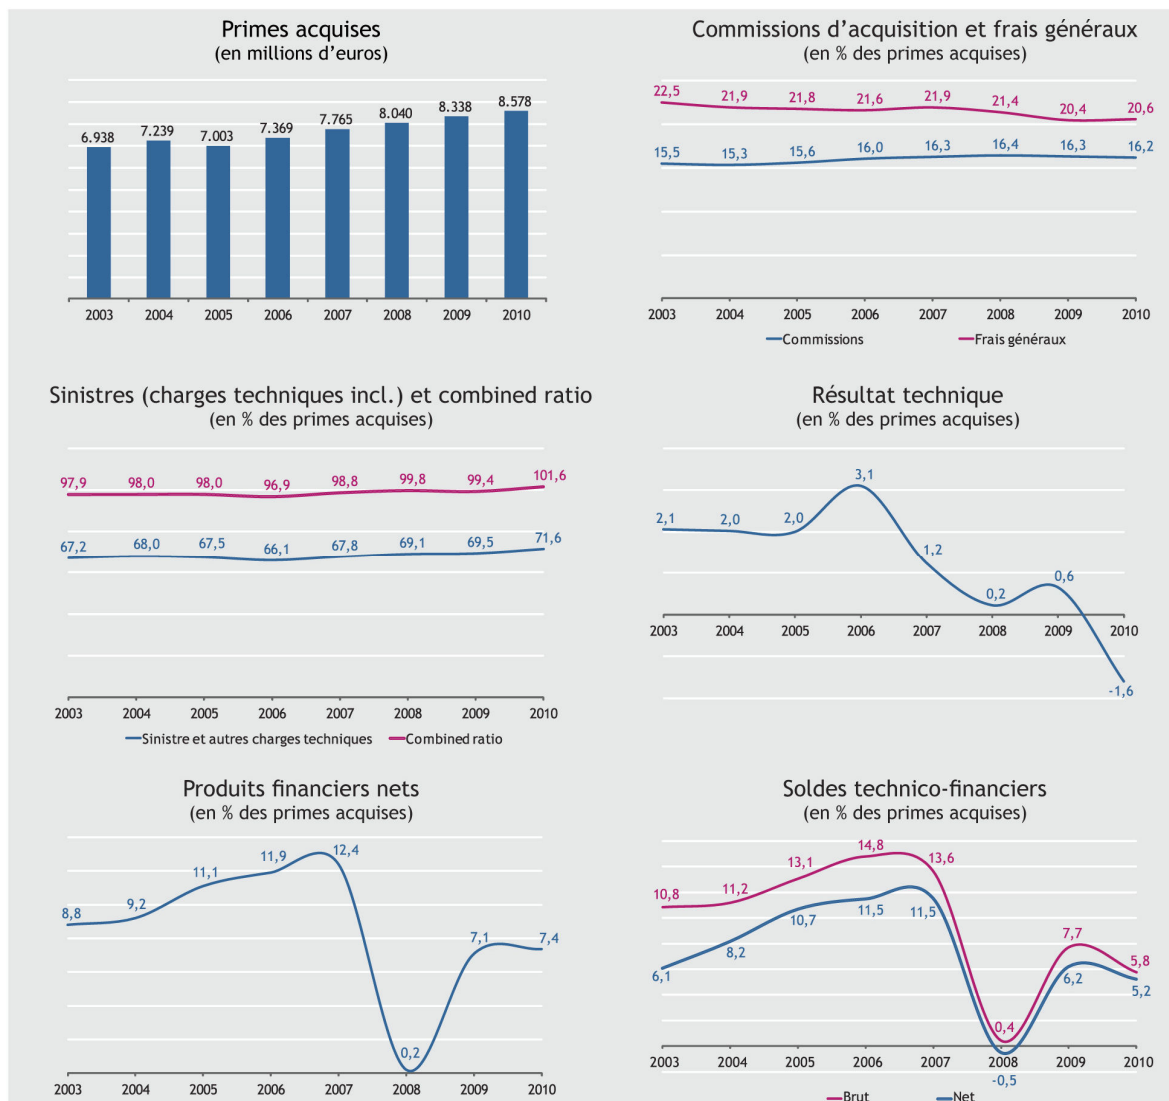 Primes acquises
(en millions d’euros)
6.938 7.239 7.003 7.369 7.765 8.040 8.338 8.578
2003 2004 2005 2006 2007 2008 2009 2010
Commissions d’acquisition et frais généraux
(en % des primes acquises)
22,5 21,9 21,8 21,6 21,9 21,4 20,4 20,6
15,5 15,3 15,6 16,0 16,3 16,4 16,3 16,2
2003 2004 2005 2006 2007 2008 2009 2010
Commissions Frais généraux
Sinistres (charges techniques incl.) et combined ratio
(en % des primes acquises)
97,9 98,0 98,0 96,9 98,8 99,8 99,4 101,6
67,2 68,0 67,5 66,1 67,8 69,1 69,5 71,6
2003 2004 2005 2006 2007 2008 2009 2010
Sinistre et autres charges techniques Combined ratio
Résultat technique
(en % des primes acquises)
2,1 2,0 2,0 3,1 1,2 0,2 0,6 -1,6
2003 2004 2005 2006 2007 2008 2009 2010
Produits financiers nets
(en % des primes acquises)
8,8 9,2 11,1 11,9 12,4 0,2 7,1 7,4
2003 2004 2005 2006 2007 2008 2009 2010
Soldes technico-financiers
(en % des primes acquises)
10,8 11,2 13,1 14,8 13,6 0,4 7,7 5,8
6,1 8,2 10,7 11,5 11,5 -0,5 6,2 5,2
2003 2004 2005 2006 2007 2008 2009 2010
Brut Net